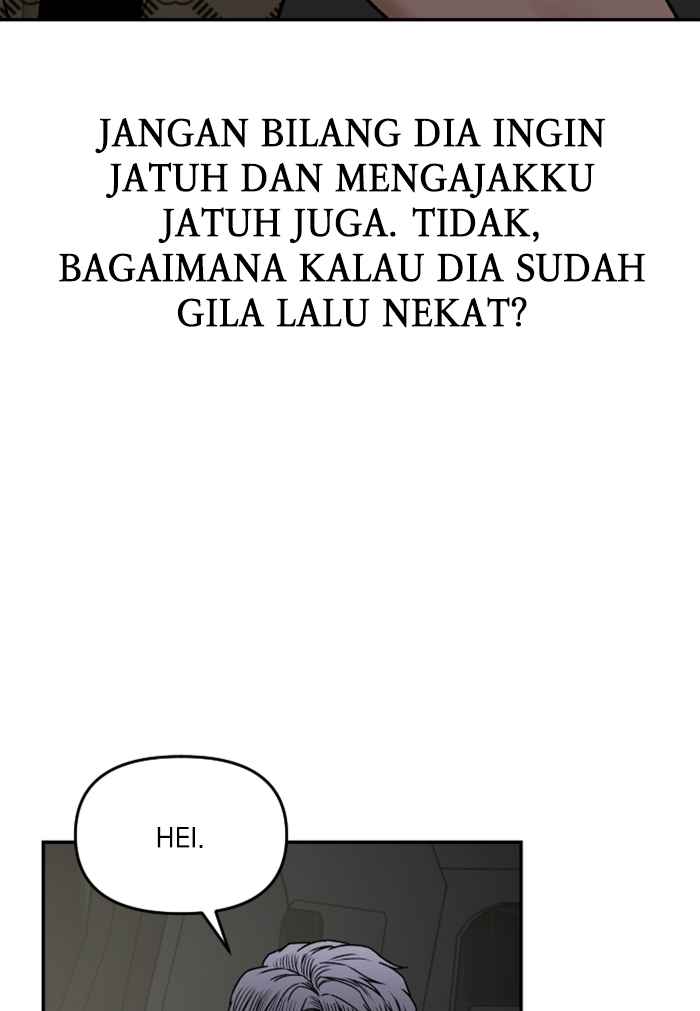 JANGAN BILANG DIA INGIN
JATUH DAN MENGAJAKKU
JATUH JUGA. TIDAK,
BAGAIMANA KALAU DIA SUDAH
GILA LALU NEKAT?
HEI.